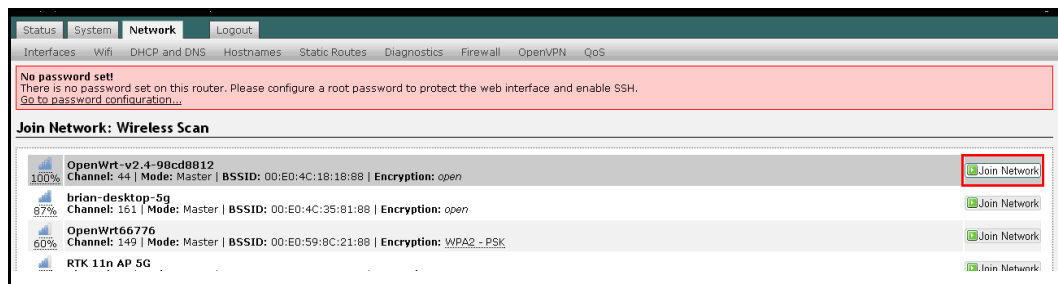 Status System Network Logout
Interfaces Wifi DHCP and DNS Hostnames Static Routes Diagnostics Firewall OpenVPN QoS
No password set!
There is no password set on this router. Please configure a root password to protect the web interface and enable SSH.
Go to password configuration...
Join Network: Wireless Scan
OpenWrt-v2.4-98cd8812
100% Channel: 44 | Mode: Master | BSSID: 00:E0:4C:18:18:88 | Encryption: open Join Network
brian-desktop-5g
87% Channel: 161 | Mode: Master | BSSID: 00:E0:4C:35:81:88 | Encryption: open Join Network
OpenWrt66776
60% Channel: 149 | Mode: Master | BSSID: 00:E0:59:8C:21:88 | Encryption: WPA2 - PSK Join Network
RTK 11n AP 5G
Join Network